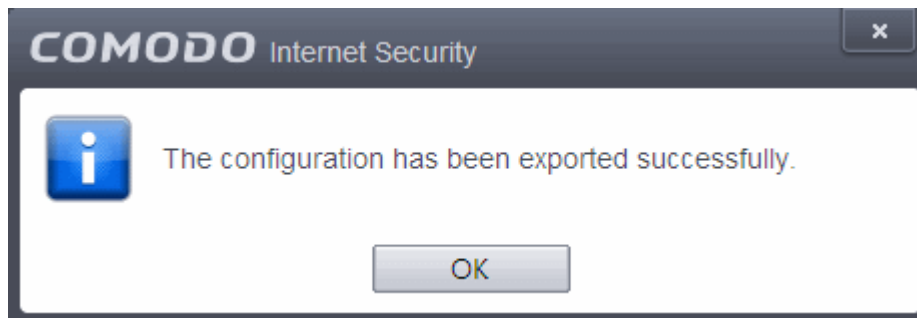 COMODO Internet Security
The configuration has been exported successfully.
OK